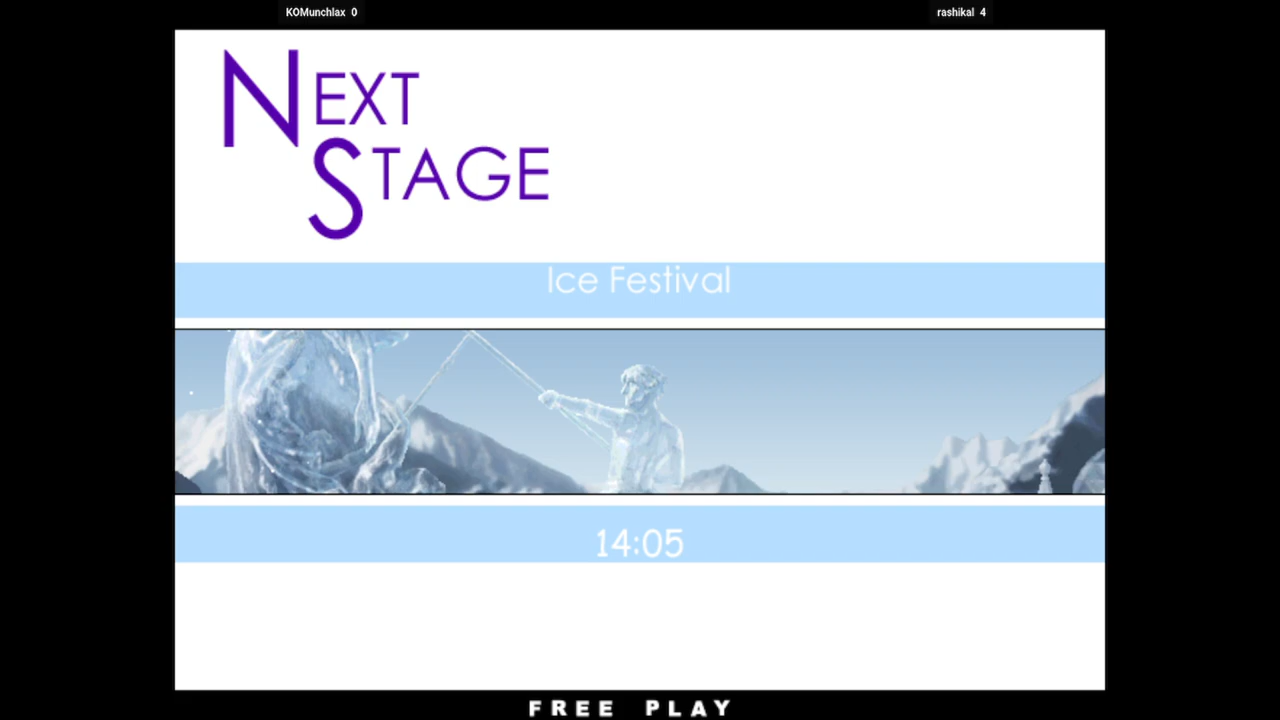 KOMunchlax 0
rashikal 4
NEXT
STAGE
Ice Festival
14:05
FREE PLAY